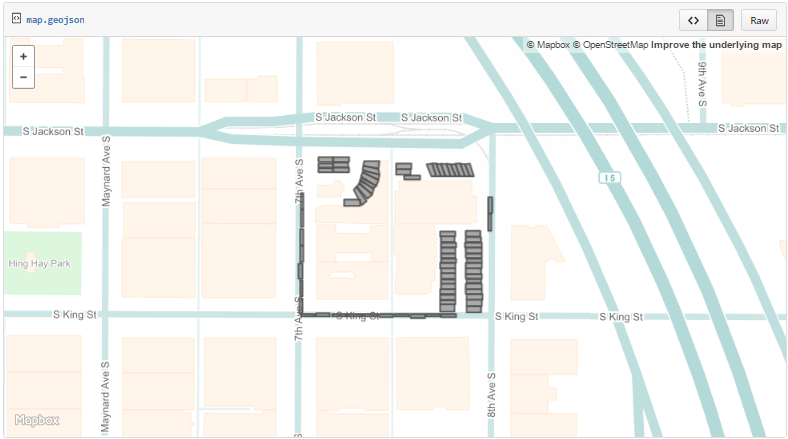 map.geojson
Raw
+
−
© Mapbox © OpenStreetMap Improve the underlying map
9th Ave S
S Jackson St
S Jackson St
S Jackson St
S Jackson St
Maynard Ave S
7th Ave S
I 5
Hing Hay Park
S King St
S King St
S King St
S King St
7th Ave S
Maynard Ave S
8th Ave S
S
Mapbox